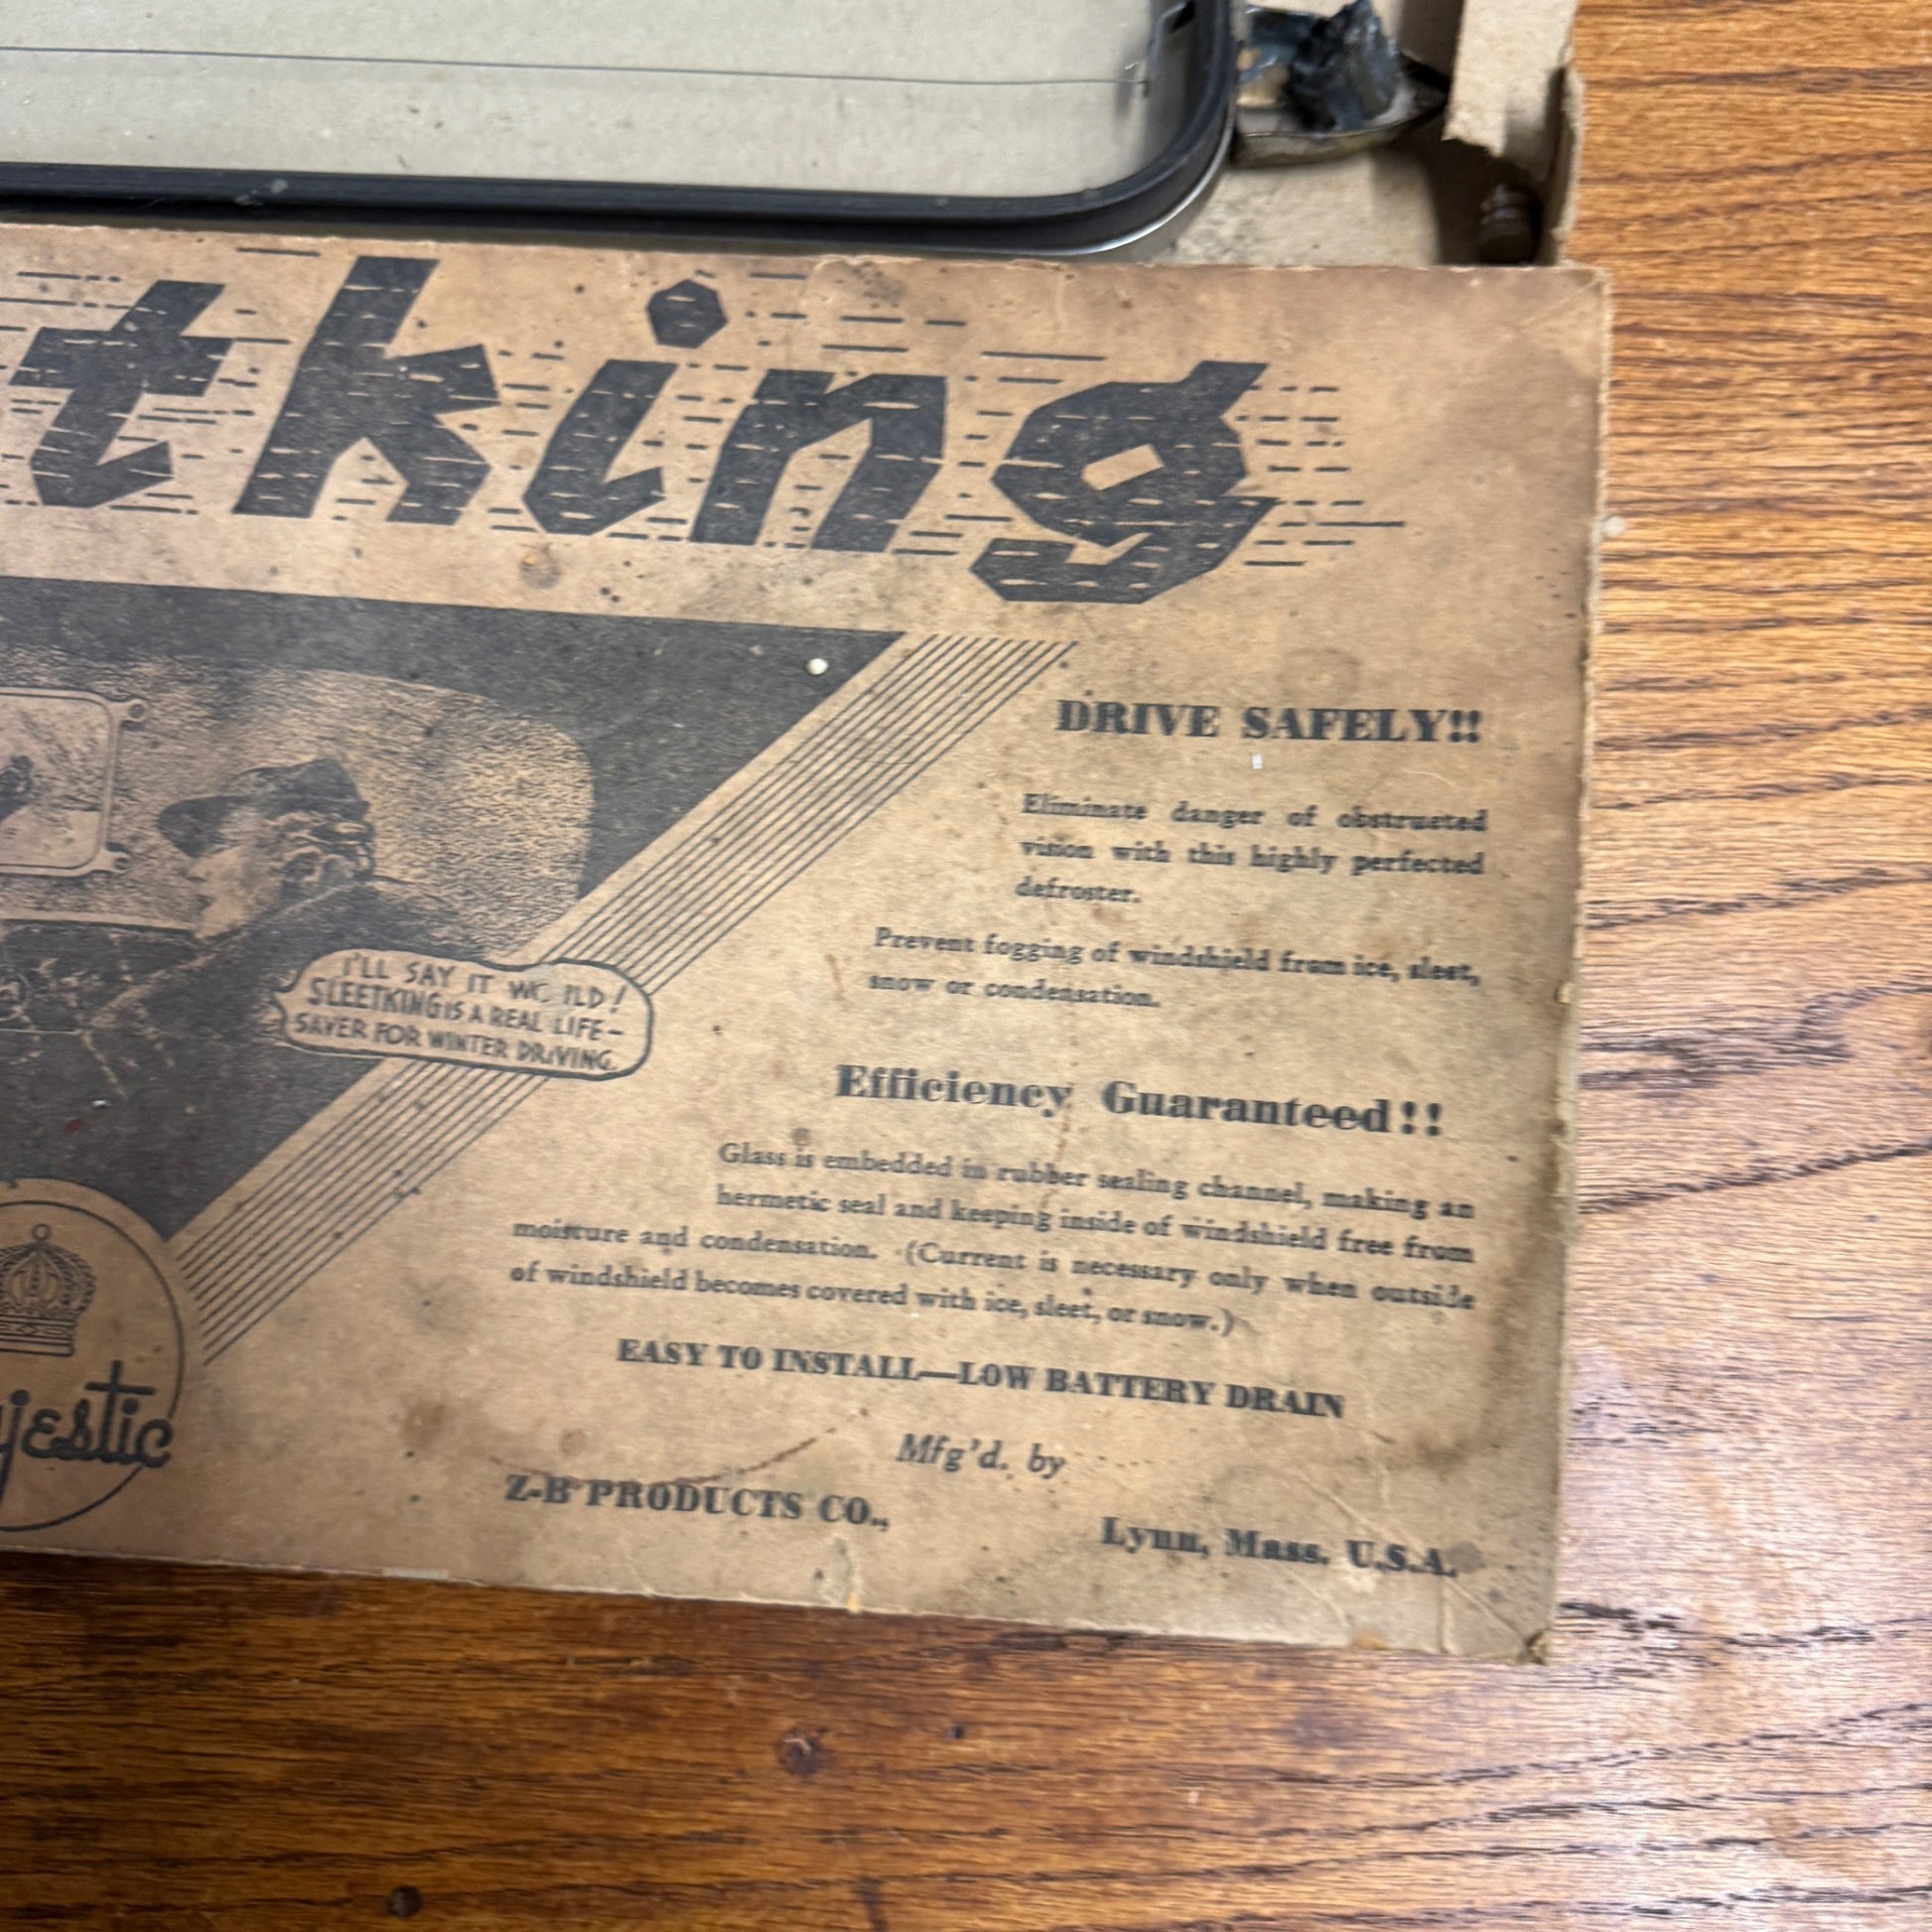 tking
DRIVE SAFELY!!
Eliminate danger of obstructed
vision with this highly perfected
defroster.
Prevent fogging of windshield from ice, sleet,
snow or condensation.
I'LL SAY IT WOULD!
SLEETKING IS A REAL LIFE-
SAVER FOR WINTER DRIVING.
Efficiency Guaranteed!!
Glass is embedded in rubber sealing channel, making an
hermetic seal and keeping inside of windshield free from
moisture and condensation. (Current is necessary only when outside
of windshield becomes covered with ice, sleet, or snow.)
EASY TO INSTALL—LOW BATTERY DRAIN
jestic
Mfg'd. by
Z-B PRODUCTS CO.,
Lynn, Mass. U.S.A.